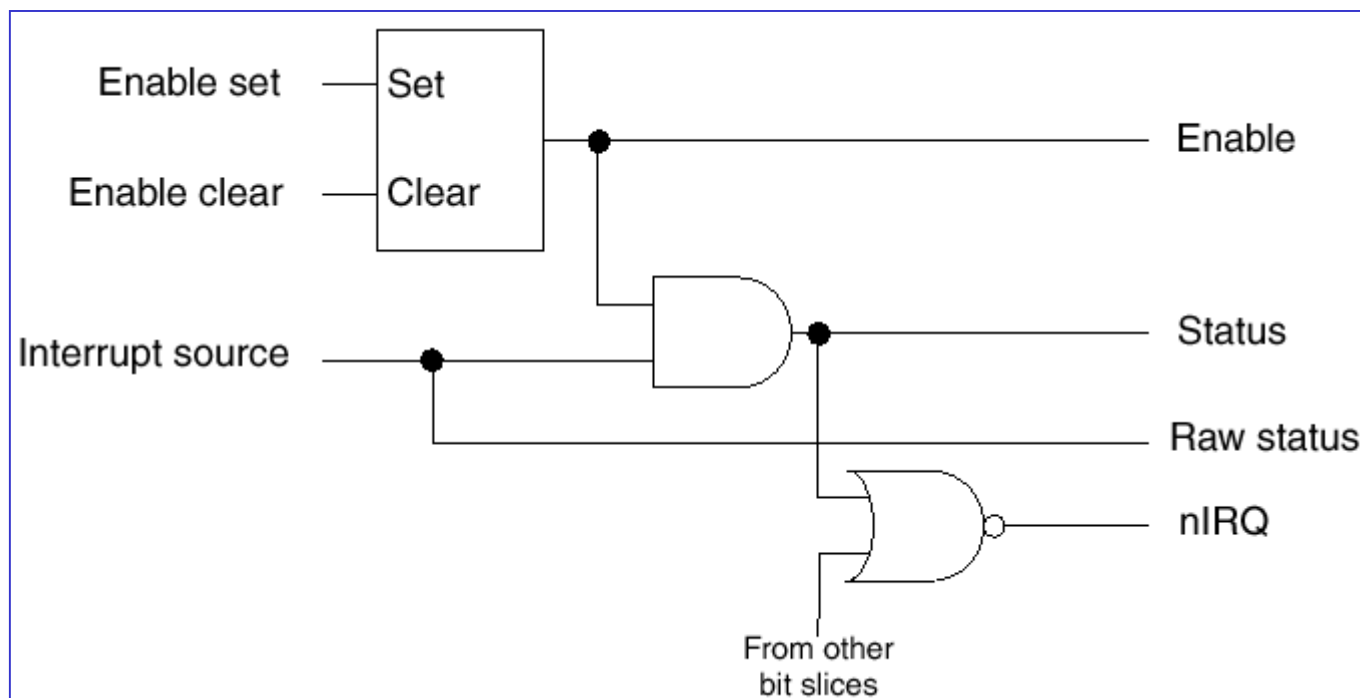 Enable set
Set
Enable
Enable clear
Clear
Interrupt source
Status
Raw status
nIRQ
From other
bit slices